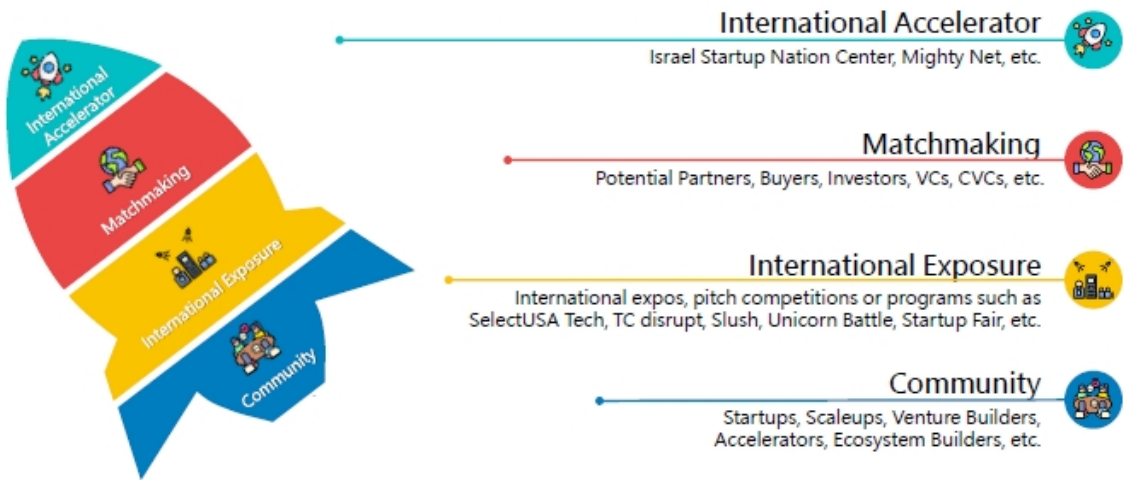 International
Accelerator
Matchmaking
International Exposure
Community
International Accelerator
Israel Startup Nation Center, Mighty Net, etc.
Matchmaking
Potential Partners, Buyers, Investors, VCs, CVCs, etc.
International Exposure
International expos, pitch competitions or programs such as
SelectUSA Tech, TC disrupt, Slush, Unicorn Battle, Startup Fair, etc.
Community
Startups, Scaleups, Venture Builders,
Accelerators, Ecosystem Builders, etc.